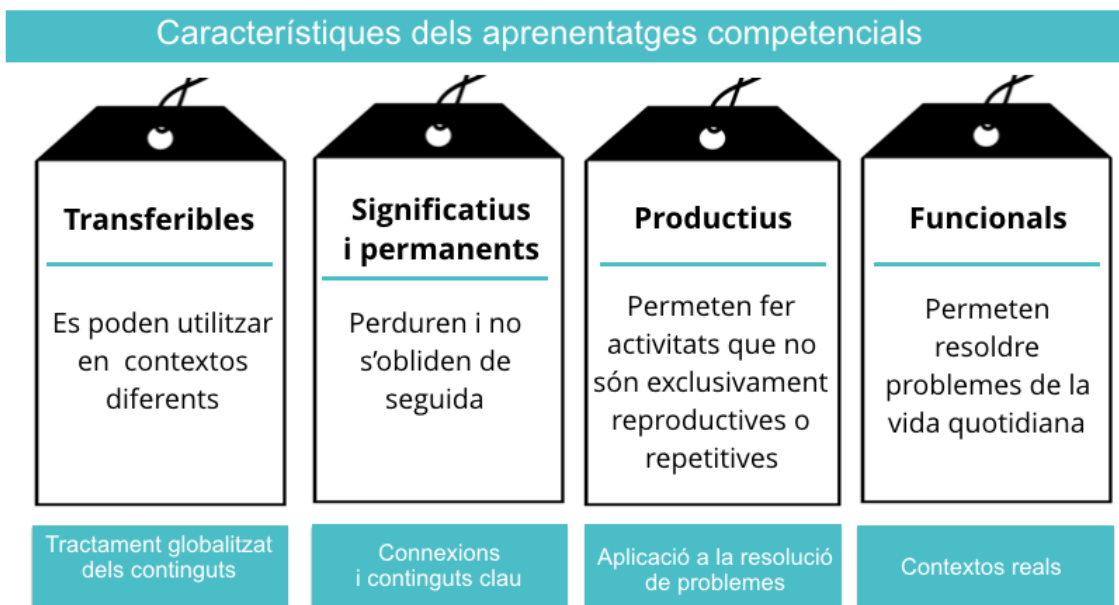 Característiques dels aprenentatges competencials
Transferibles
Es poden utilitzar
en contextos
diferents
Tractament globalitzat
dels continguts
Significatius
i permanents
Perduren i no
s'obliden de
seguida
Connexions
i continguts clau
Productius
Permeten fer
activitats que no
són exclusivament
reproductives o
repetitives
Aplicació a la resolució
de problemes
Funcionals
Permeten
resoldre
problemes de la
vida quotidiana
Contextos reals